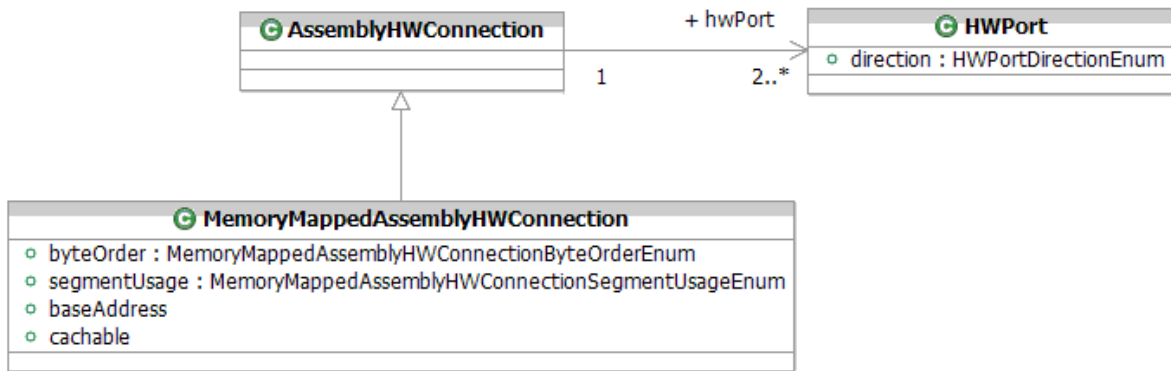 AssemblyHWConnection
+ hwPort
HWPort
direction : HWPortDirectionEnum
1
2..*
MemoryMappedAssemblyHWConnection
byteOrder : MemoryMappedAssemblyHWConnectionByteOrderEnum
segmentUsage : MemoryMappedAssemblyHWConnectionSegmentUsageEnum
baseAddress
cachable